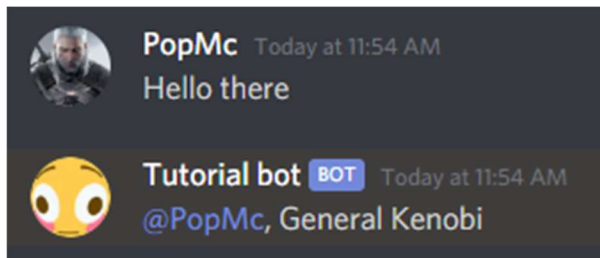 PopMc Today at 11:54 AM
Hello there
Tutorial bot BOT Today at 11:54 AM
@PopMc, General Kenobi